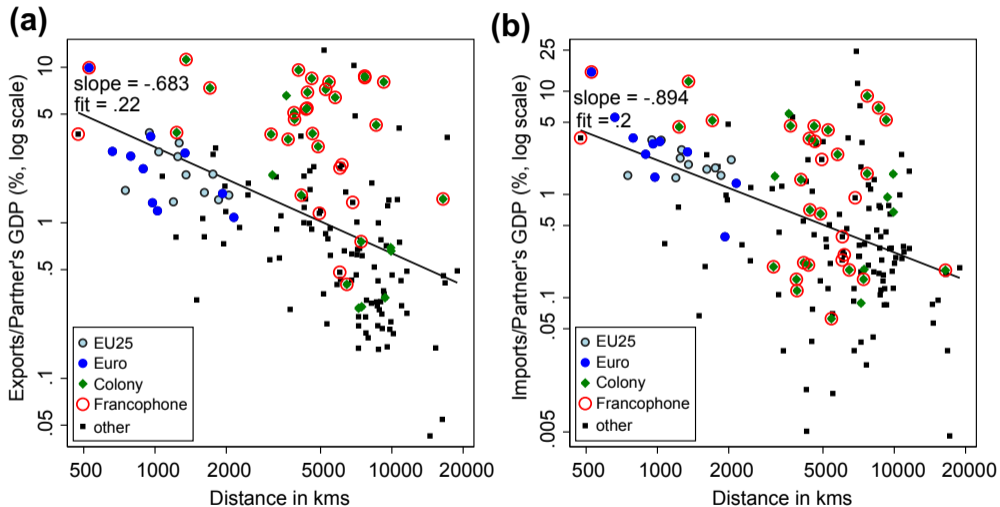 (a)
slope = -.683
fit = .22
10
5
1
.5
.1
.05
Exports/Partner's GDP (%, log scale)
EU25
Euro
Colony
Francophone
other
500
1000
2000
5000
10000
20000
Distance in kms
(b)
slope = -.894
fit = .2
25
10
5
1
.5
.1
.05
.005
Imports/Partner's GDP (%, log scale)
EU25
Euro
Colony
Francophone
other
500
1000
2000
5000
10000
20000
Distance in kms